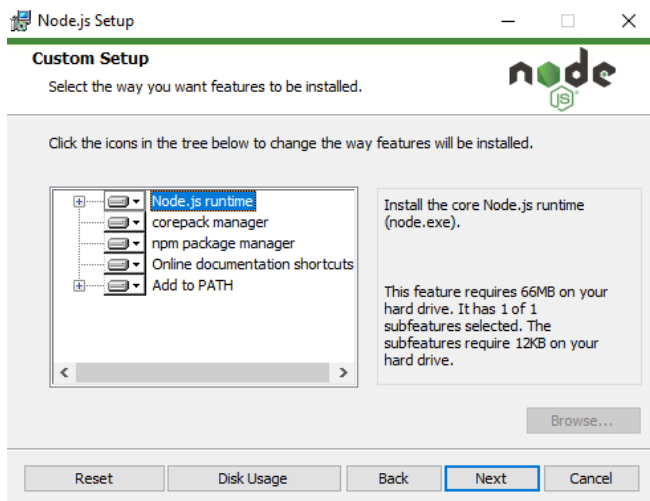 Node.js Setup
Custom Setup
Select the way you want features to be installed.
node
JS
Click the icons in the tree below to change the way features will be installed.
Node.js runtime
corepack manager
npm package manager
Online documentation shortcuts
Add to PATH
Install the core Node.js runtime
(node.exe).
This feature requires 66MB on your
hard drive. It has 1 of 1
subfeatures selected. The
subfeatures require 12KB on your
hard drive.
Browse...
Reset
Disk Usage
Back
Next
Cancel